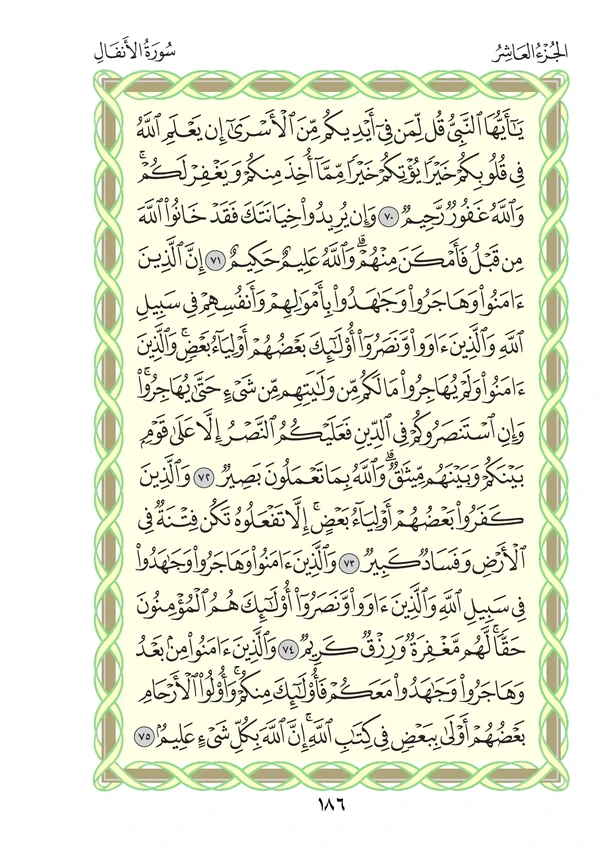 الجُزْءُ العَاشِرُ
سُورَةُ الأَنفَالِ
يَـٰٓأَيُّهَا ٱلنَّبِىُّ قُل لِّمَن فِىٓ أَيْدِيكُم مِّنَ ٱلْأَسْرَىٰٓ إِن يَعْلَمِ ٱللَّهُ
فِى قُلُوبِكُمْ خَيْرًا يُؤْتِكُمْ خَيْرًا مِّمَّآ أُخِذَ مِنكُمْ وَيَغْفِرْ لَكُمْ ۗ
وَٱللَّهُ غَفُورٌ رَّحِيمٌ ٧٠ وَإِن يُرِيدُوا۟ خِيَانَتَكَ فَقَدْ خَانُوا۟ ٱللَّهَ
مِن قَبْلُ فَأَمْكَنَ مِنْهُمْ ۗ وَٱللَّهُ عَلِيمٌ حَكِيمٌ ٧١ إِنَّ ٱلَّذِينَ
ءَامَنُوا۟ وَهَاجَرُوا۟ وَجَـٰهَدُوا۟ بِأَمْوَٰلِهِمْ وَأَنفُسِهِمْ فِى سَبِيلِ
ٱللَّهِ وَٱلَّذِينَ ءَاوَوا۟ وَّنَصَرُوٓا۟ أُو۟لَـٰٓئِكَ بَعْضُهُمْ أَوْلِيَآءُ بَعْضٍ ۚ وَٱلَّذِينَ
ءَامَنُوا۟ وَلَمْ يُهَاجِرُوا۟ مَا لَكُم مِّن وَلَـٰيَتِهِم مِّن شَىْءٍ حَتَّىٰ يُهَاجِرُوا۟ ۚ
وَإِنِ ٱسْتَنصَرُوكُمْ فِى ٱلدِّينِ فَعَلَيْكُمُ ٱلنَّصْرُ إِلَّا عَلَىٰ قَوْمٍۭ
بَيْنَكُمْ وَبَيْنَهُم مِّيثَـٰقٌ ۗ وَٱللَّهُ بِمَا تَعْمَلُونَ بَصِيرٌ ٧٢ وَٱلَّذِينَ
كَفَرُوا۟ بَعْضُهُمْ أَوْلِيَآءُ بَعْضٍ ۚ إِلَّا تَفْعَلُوهُ تَكُن فِتْنَةٌ فِى
ٱلْأَرْضِ وَفَسَادٌ كَبِيرٌ ٧٣ وَٱلَّذِينَ ءَامَنُوا۟ وَهَاجَرُوا۟ وَجَـٰهَدُوا۟
فِى سَبِيلِ ٱللَّهِ وَٱلَّذِينَ ءَاوَوا۟ وَّنَصَرُوٓا۟ أُو۟لَـٰٓئِكَ هُمُ ٱلْمُؤْمِنُونَ
حَقًّا ۚ لَّهُم مَّغْفِرَةٌ وَرِزْقٌ كَرِيمٌ ٧٤ وَٱلَّذِينَ ءَامَنُوا۟ مِنۢ بَعْدُ
وَهَاجَرُوا۟ وَجَـٰهَدُوا۟ مَعَكُمْ فَأُو۟لَـٰٓئِكَ مِنكُمْ ۚ وَأُو۟لُوا۟ ٱلْأَرْحَامِ
بَعْضُهُمْ أَوْلَىٰ بِبَعْضٍ فِى كِتَـٰبِ ٱللَّهِ ۗ إِنَّ ٱللَّهَ بِكُلِّ شَىْءٍ عَلِيمٌۢ ٧٥
١٨٦